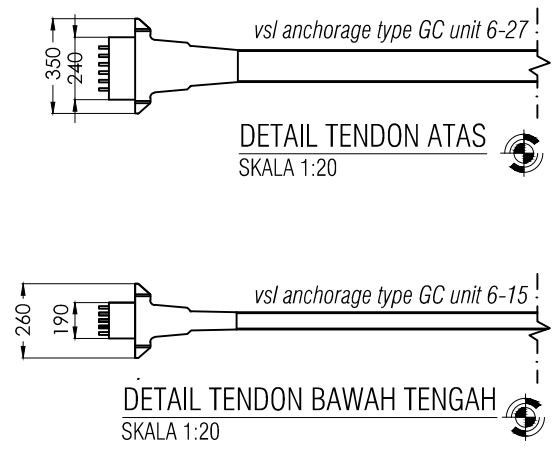 vsl anchorage type GC unit 6-27
350
240
DETAIL TENDON ATAS
SKALA 1:20
vsl anchorage type GC unit 6-15
260
190
DETAIL TENDON BAWAH TENGAH
SKALA 1:20